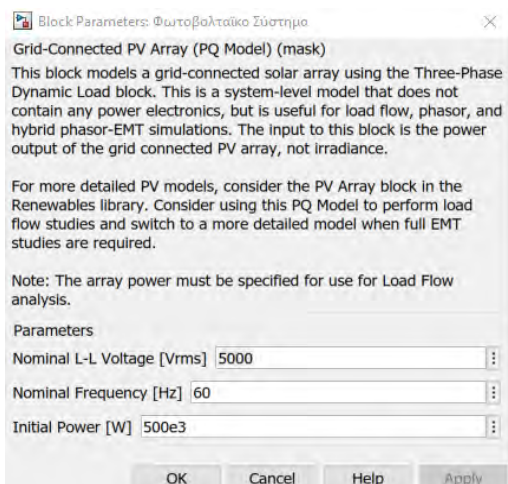 Block Parameters: Φωτοβολταϊκο Σύστημα
Grid-Connected PV Array (PQ Model) (mask)
This block models a grid-connected solar array using the Three-Phase
Dynamic Load block. This is a system-level model that does not
contain any power electronics, but is useful for load flow, phasor, and
hybrid phasor-EMT simulations. The input to this block is the power
output of the grid connected PV array, not irradiance.
For more detailed PV models, consider the PV Array block in the
Renewables library. Consider using this PQ Model to perform load
flow studies and switch to a more detailed model when full EMT
studies are required.
Note: The array power must be specified for use for Load Flow
analysis.
Parameters
Nominal L-L Voltage [Vrms] 5000
Nominal Frequency [Hz] 60
Initial Power [W] 500e3
OK Cancel Help Apply